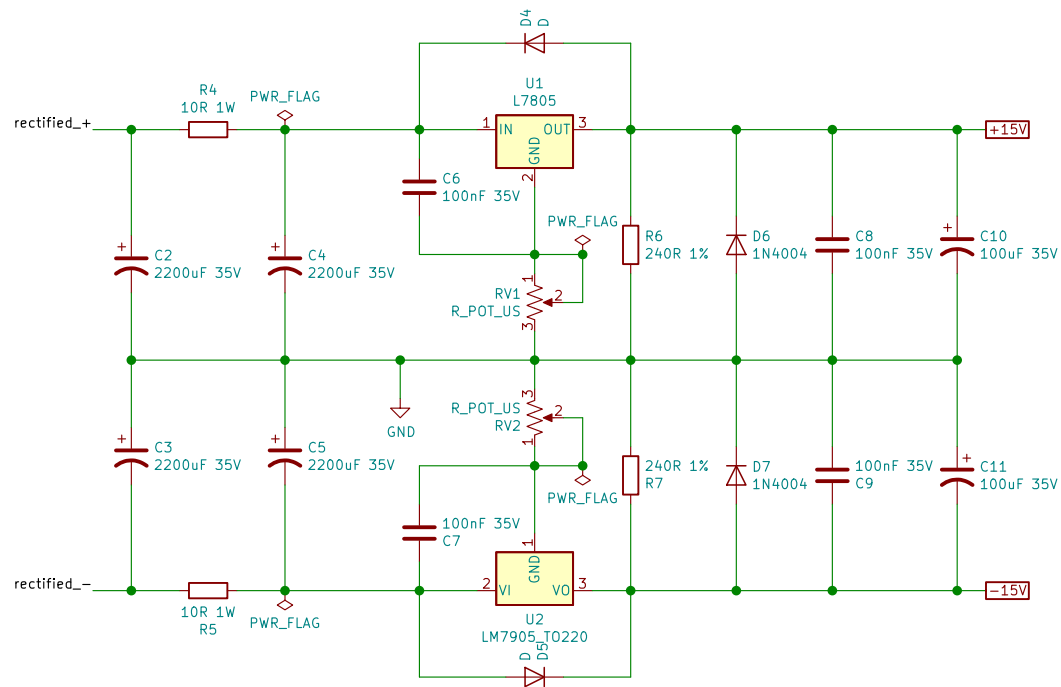 D4
D
U1
L7805
R4
10R 1W
PWR_FLAG
rectified_+
1
IN
OUT
3
+15V
GND
2
C6
100nF 35V
PWR_FLAG
R6
240R 1%
D6
1N4004
C8
100nF 35V
+
C10
100uF 35V
+
C2
2200uF 35V
+
C4
2200uF 35V
1
RV1
R_POT_US
2
3
GND
3
R_POT_US
RV2
2
1
+
C3
2200uF 35V
+
C5
2200uF 35V
PWR_FLAG
240R 1%
R7
D7
1N4004
100nF 35V
C9
+
C11
100uF 35V
100nF 35V
C7
1
GND
rectified_-
2
VI
VO
3
-15V
10R 1W
R5
PWR_FLAG
U2
LM7905_TO220
D
D5